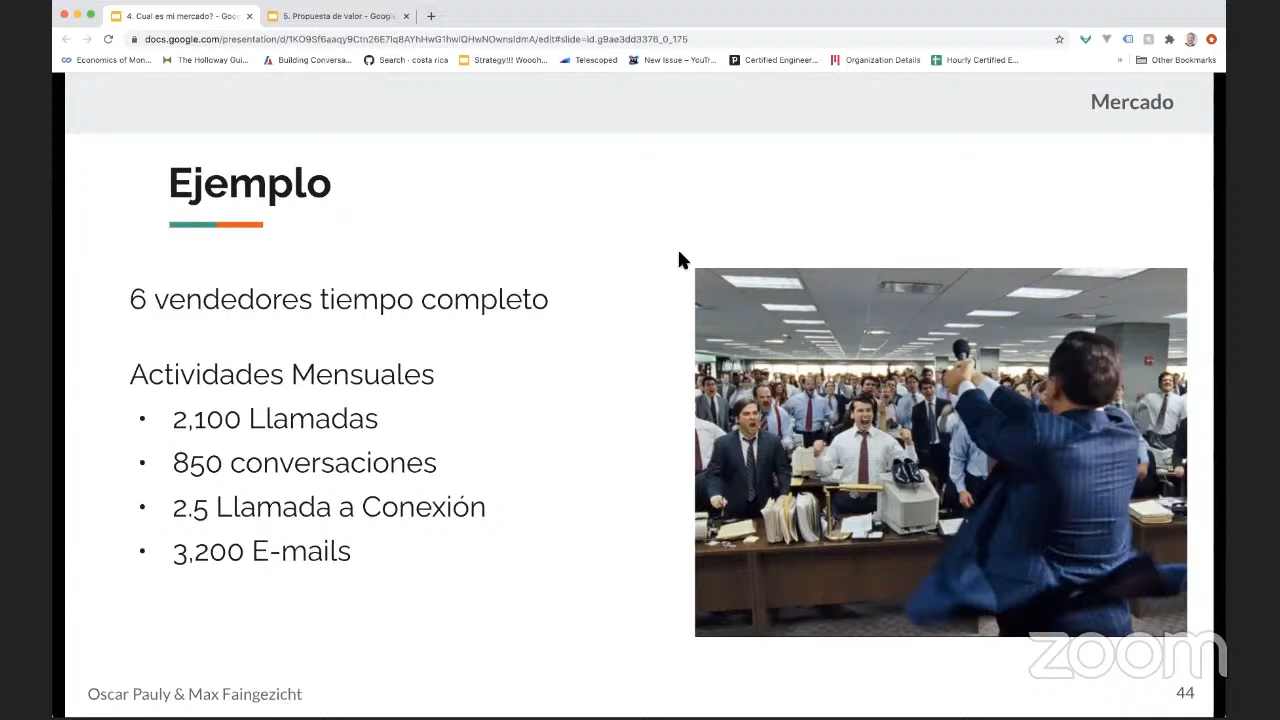 4. Cual es mi mercado? - Goo
5. Propuesta de valor - Google
docs.google.com/presentation/d/1KO9Sf6aaqy9Ctn26E7lq8AYhHwG1hwIQHwNOwnsIdmA/edit#slide=id.g9ae3dd3376_0_175
Economics of Mon...
The Holloway Gui...
Building Conversa...
Search · costa rica
Strategy!!! Woooh...
Telescoped
New Issue – YouTr...
Certified Engineer...
Organization Details
Hourly Certified E...
»
Other Bookmarks
Mercado
Ejemplo
6 vendedores tiempo completo
Actividades Mensuales
• 2,100 Llamadas
• 850 conversaciones
• 2.5 Llamada a Conexión
• 3,200 E-mails
zoom
Oscar Pauly & Max Faingezicht
44